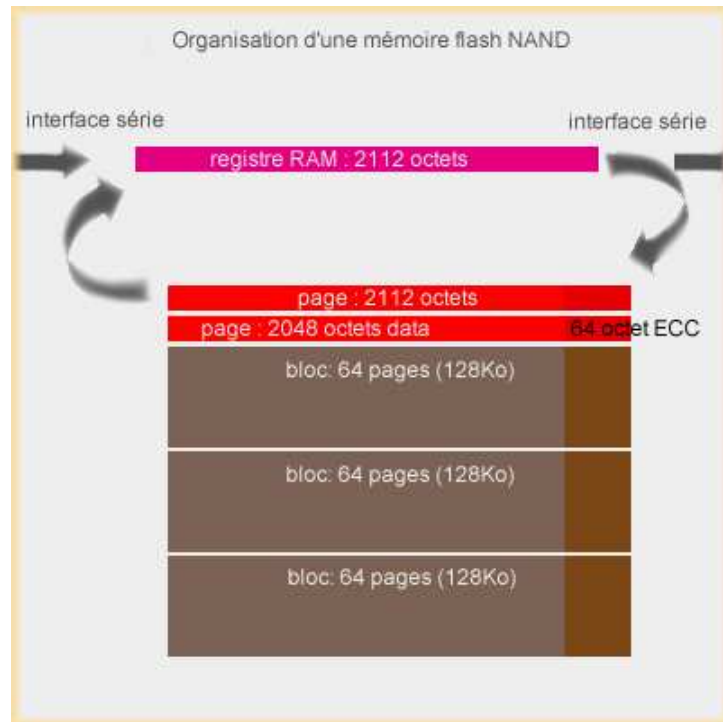 Organisation d'une mémoire flash NAND
interface série
interface série
registre RAM : 2112 octets
page : 2112 octets
page : 2048 octets data
64 octet ECC
bloc: 64 pages (128Ko)
bloc: 64 pages (128Ko)
bloc: 64 pages (128Ko)